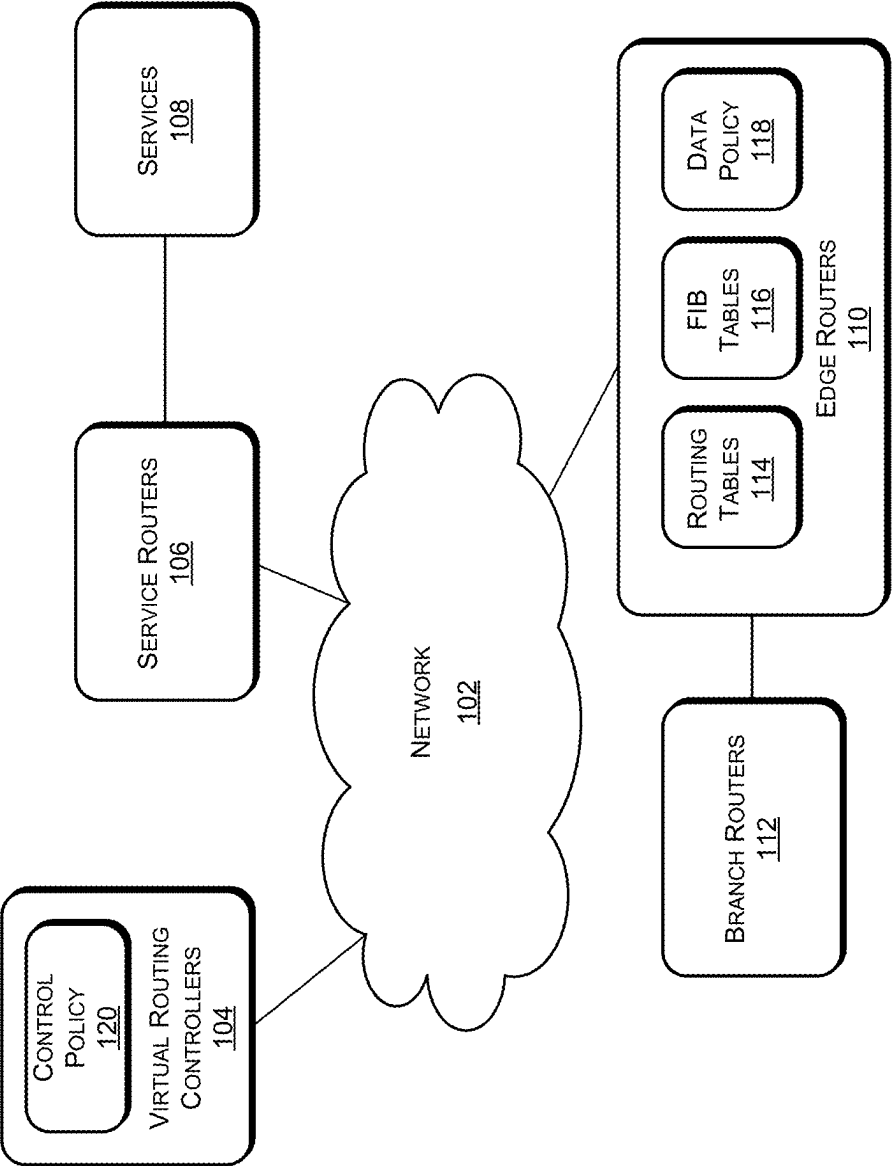 CONTROL
POLICY
120
VIRTUAL ROUTING
CONTROLLERS
104
SERVICE ROUTERS
106
SERVICES
108
NETWORK
102
BRANCH ROUTERS
112
ROUTING
TABLES
114
FIB
TABLES
116
DATA
POLICY
118
EDGE ROUTERS
110